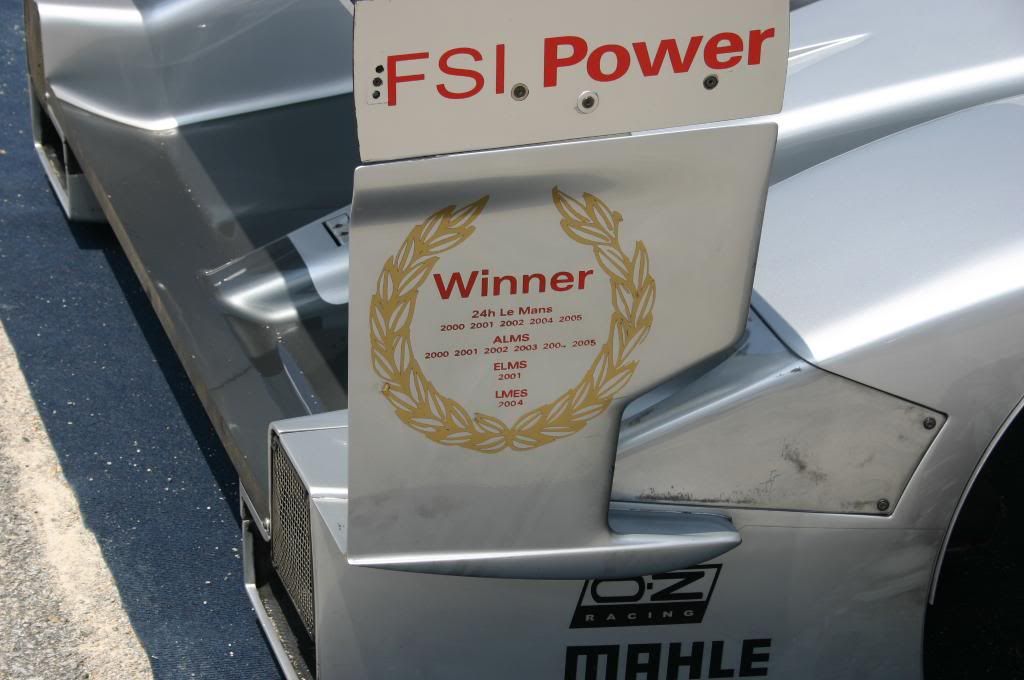 FSI Power
Winner
24h Le Mans
2000 2001 2002 2004 2005
ALMS
2000 2001 2002 2003 2005
ELMS
2001
LMES
2004
O.Z
RACING
MAHLE